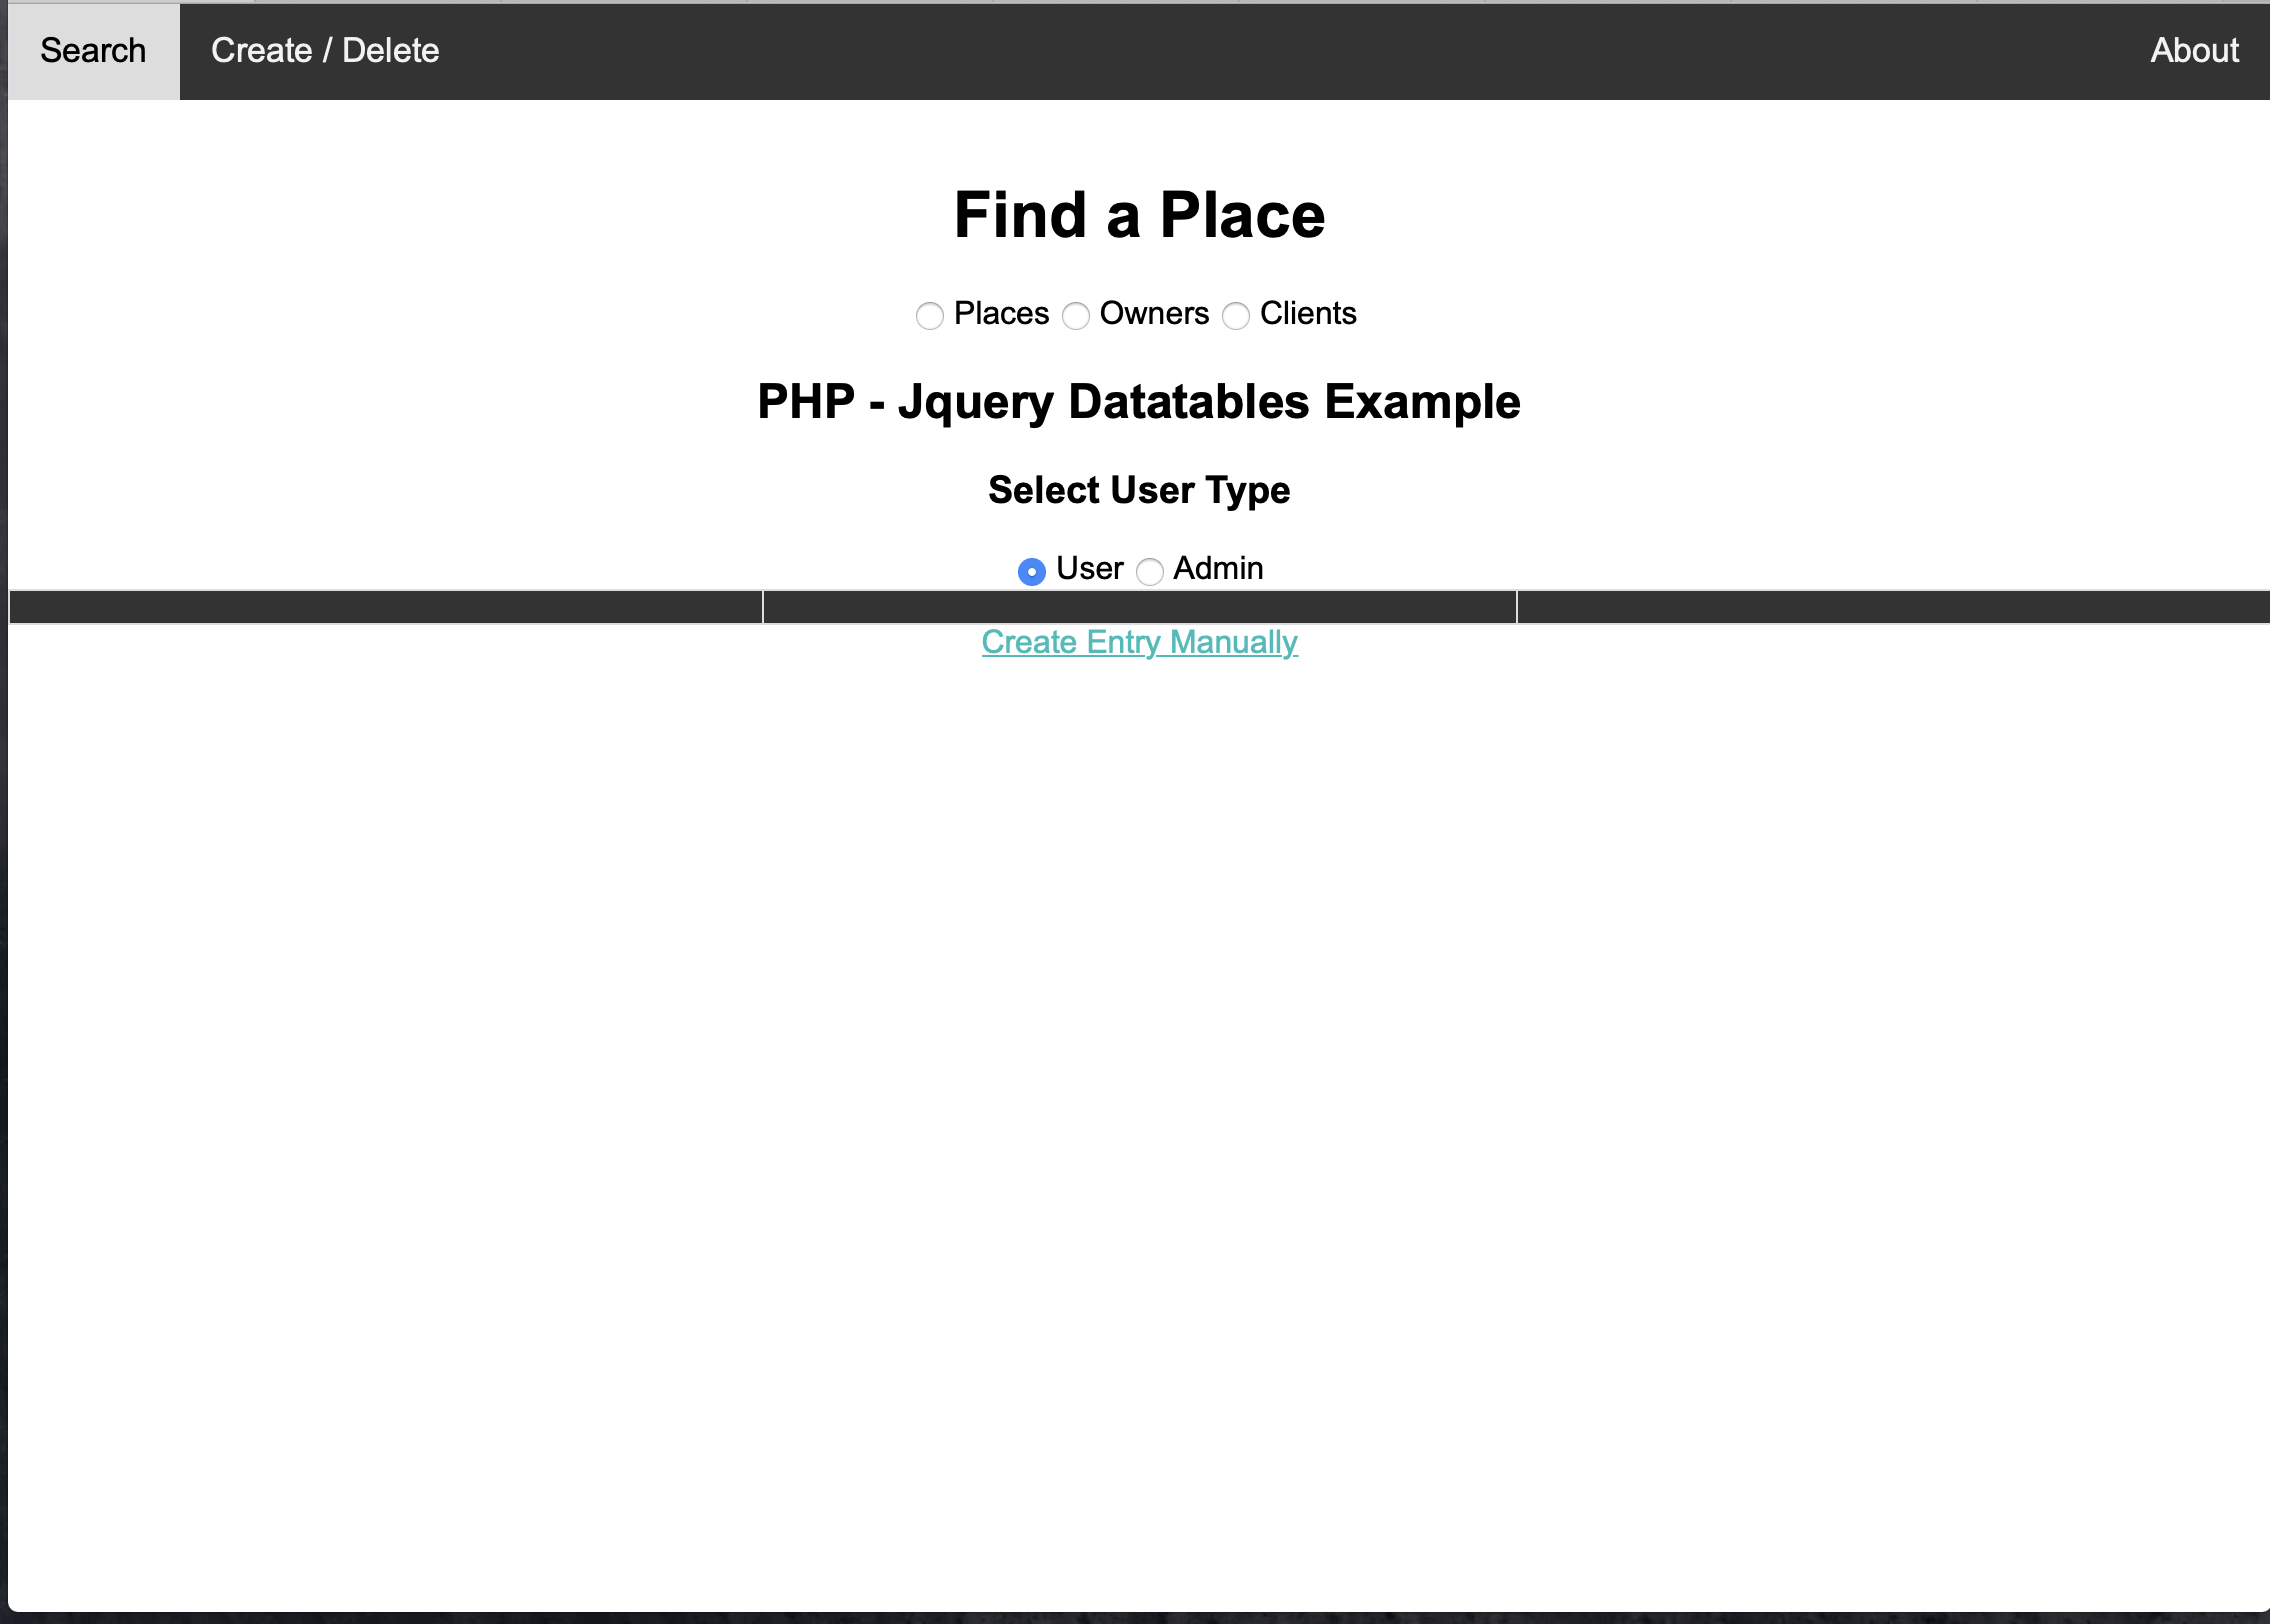 Search Create / Delete About
Find a Place
Places Owners Clients
PHP - Jquery Datatables Example
Select User Type
User Admin
Create Entry Manually